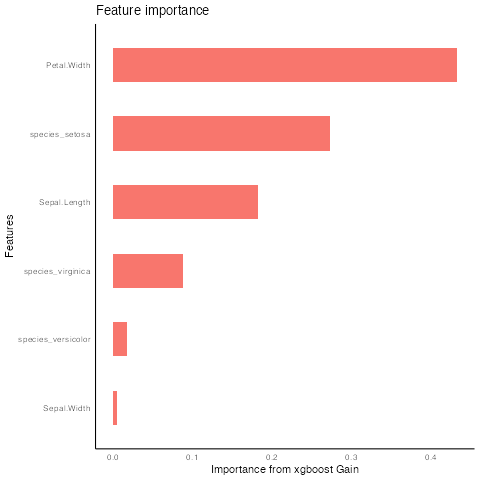 Feature importance
Features
Petal.Width
species_setosa
Sepal.Length
species_virginica
species_versicolor
Sepal.Width
0.0 0.1 0.2 0.3 0.4
Importance from xgboost Gain